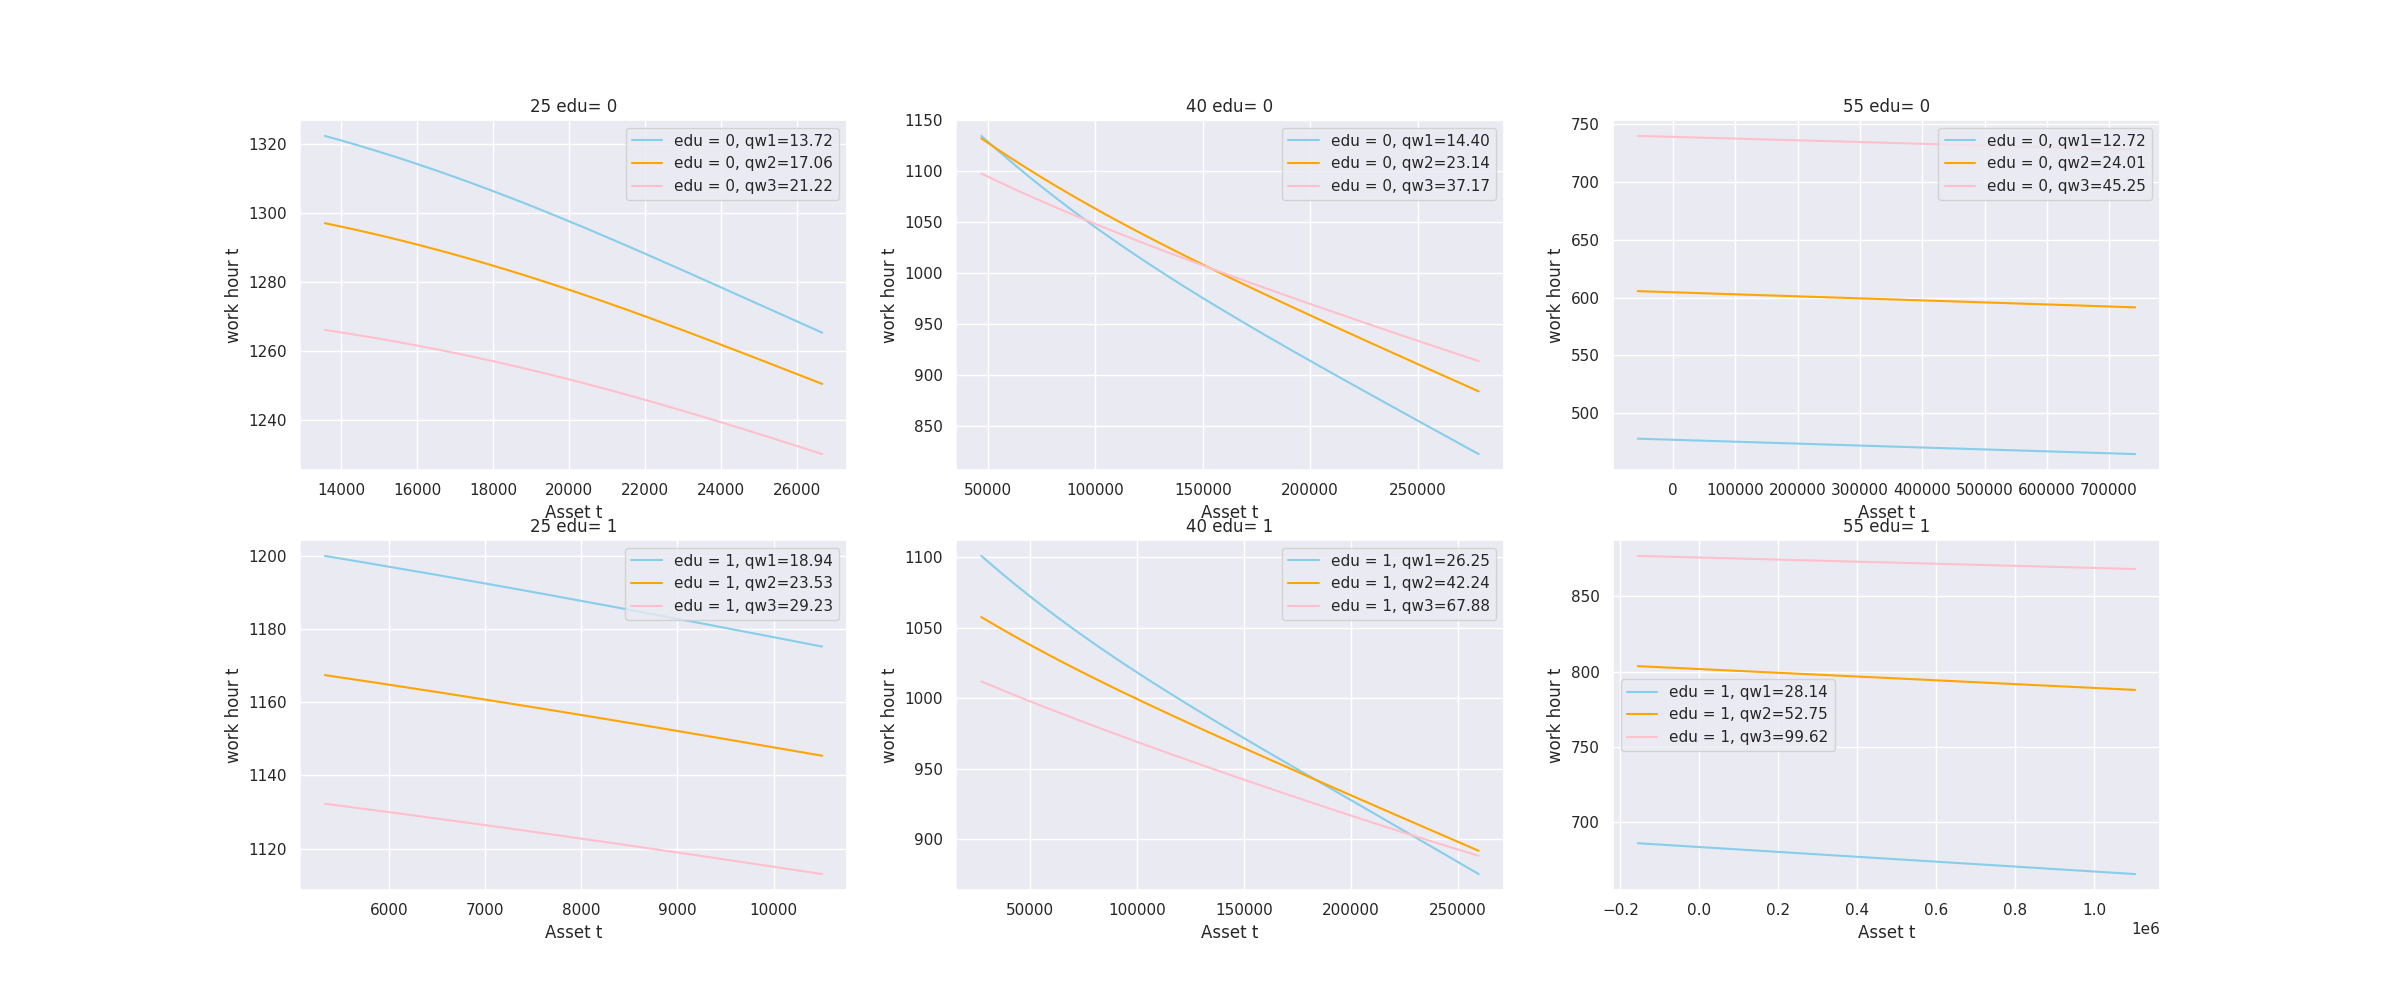 25 edu= 0
1320
1300
1280
1260
1240
work hour t
edu = 0, qw1=13.72
edu = 0, qw2=17.06
edu = 0, qw3=21.22
14000 16000 18000 20000 22000 24000 26000
Asset t
40 edu= 0
1150
1100
1050
1000
950
900
850
work hour t
edu = 0, qw1=14.40
edu = 0, qw2=23.14
edu = 0, qw3=37.17
50000 100000 150000 200000 250000
Asset t
55 edu= 0
750
700
650
600
550
500
work hour t
edu = 0, qw1=12.72
edu = 0, qw2=24.01
edu = 0, qw3=45.25
0 100000 200000 300000 400000 500000 600000 700000
Asset t
25 edu= 1
1200
1180
1160
1140
1120
work hour t
edu = 1, qw1=18.94
edu = 1, qw2=23.53
edu = 1, qw3=29.23
6000 7000 8000 9000 10000
Asset t
40 edu= 1
1100
1050
1000
950
900
work hour t
edu = 1, qw1=26.25
edu = 1, qw2=42.24
edu = 1, qw3=67.88
50000 100000 150000 200000 250000
Asset t
55 edu= 1
850
800
750
700
work hour t
edu = 1, qw1=28.14
edu = 1, qw2=52.75
edu = 1, qw3=99.62
−0.2 0.0 0.2 0.4 0.6 0.8 1.0
1e6
Asset t